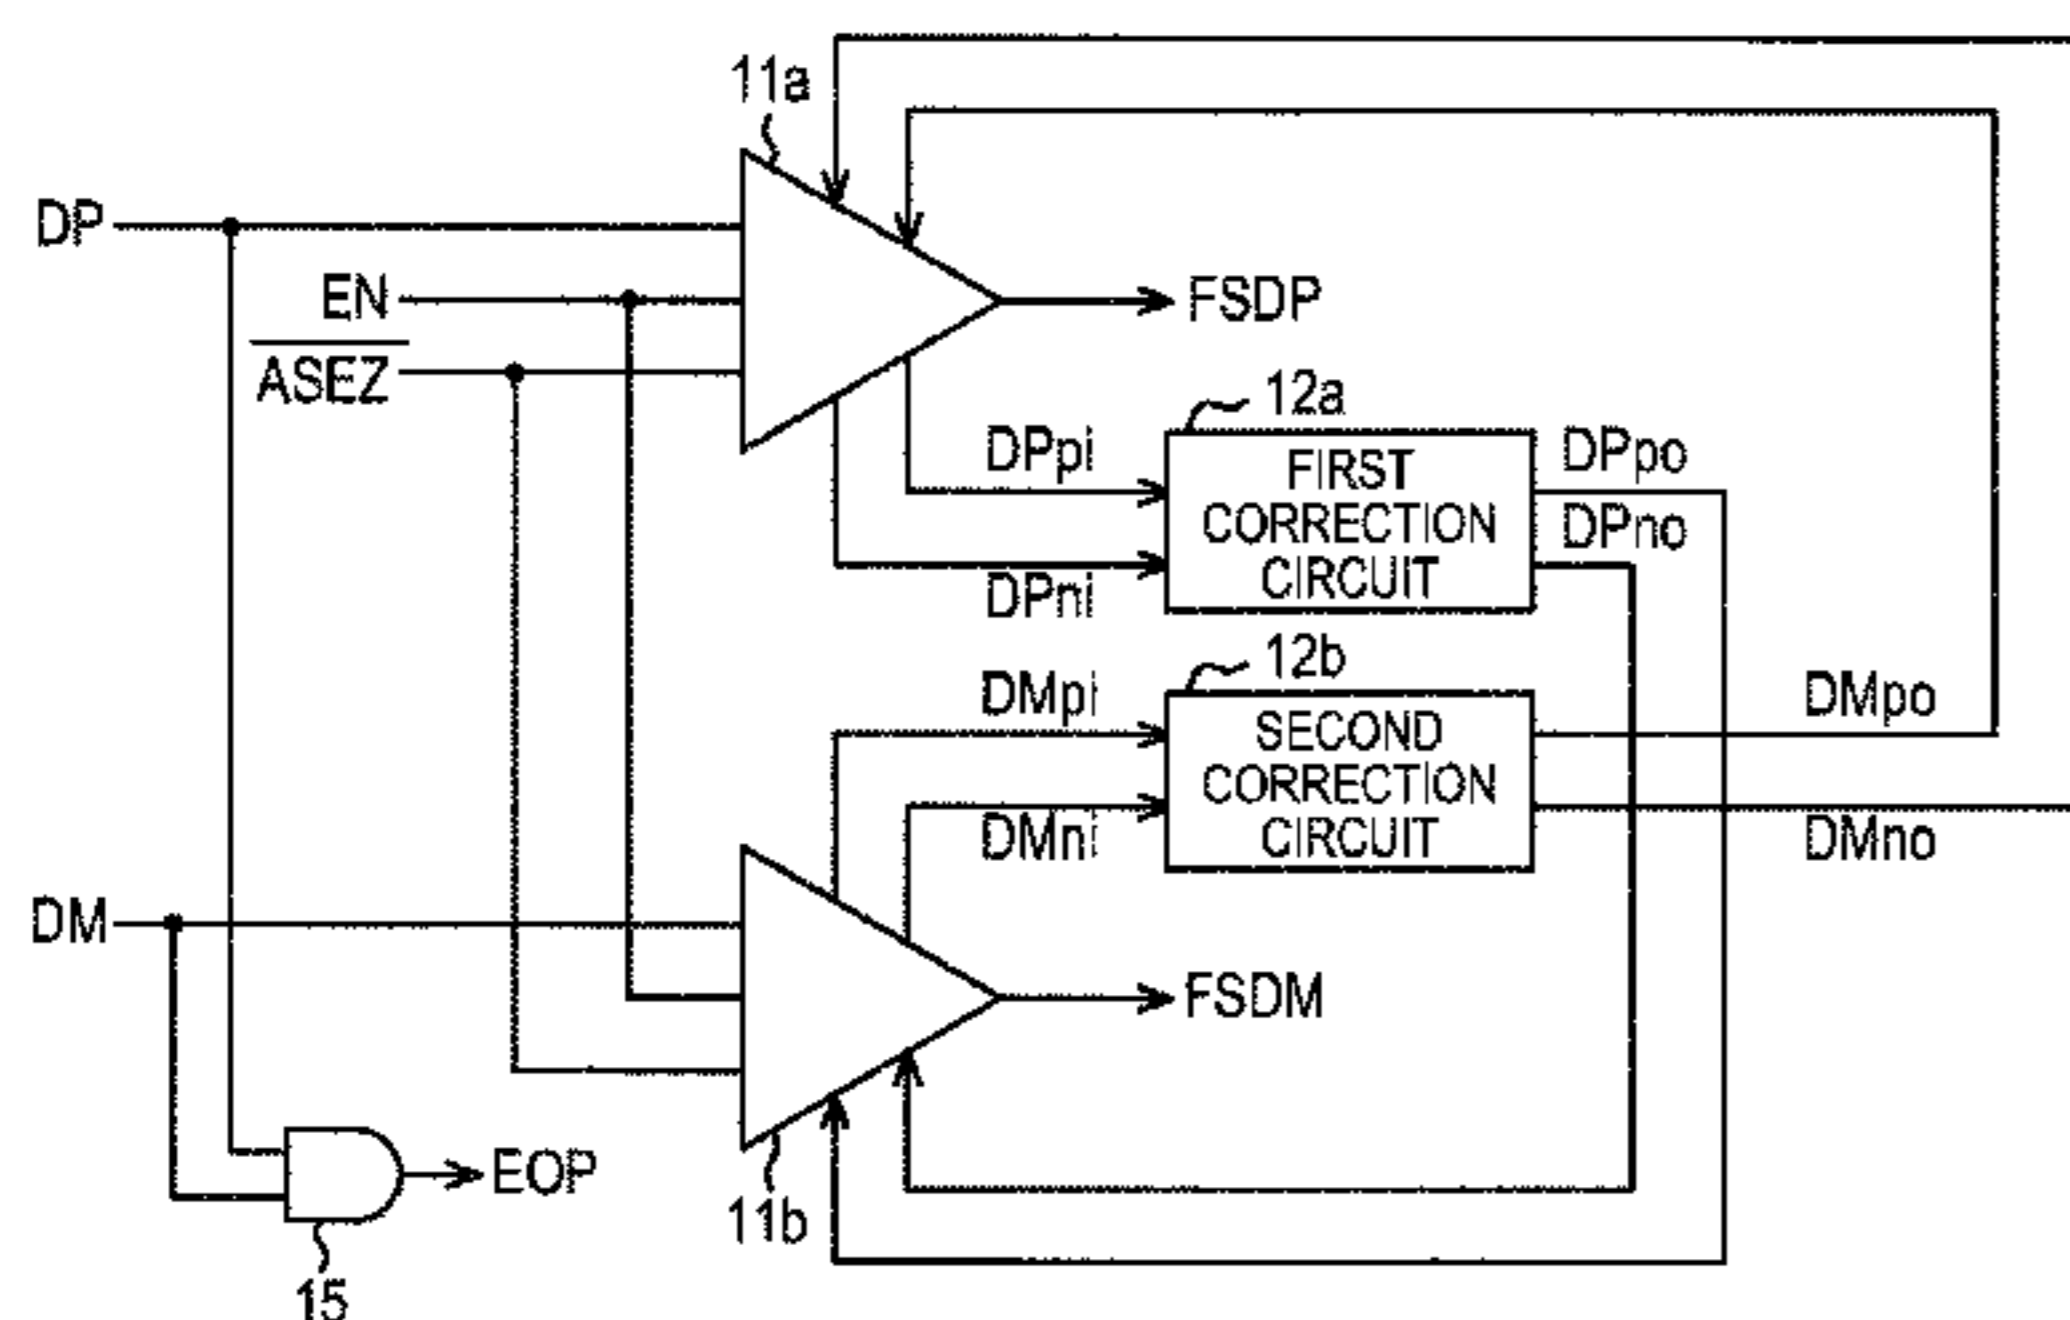 11a
DP
EN
FSDP
ASEZ
12a
DPpi
FIRST
CORRECTION
CIRCUIT
DPpo
DPno
DPni
12b
DMpi
SECOND
CORRECTION
CIRCUIT
DMpo
DMni
DMno
DM
FSDM
EOP
11b
15